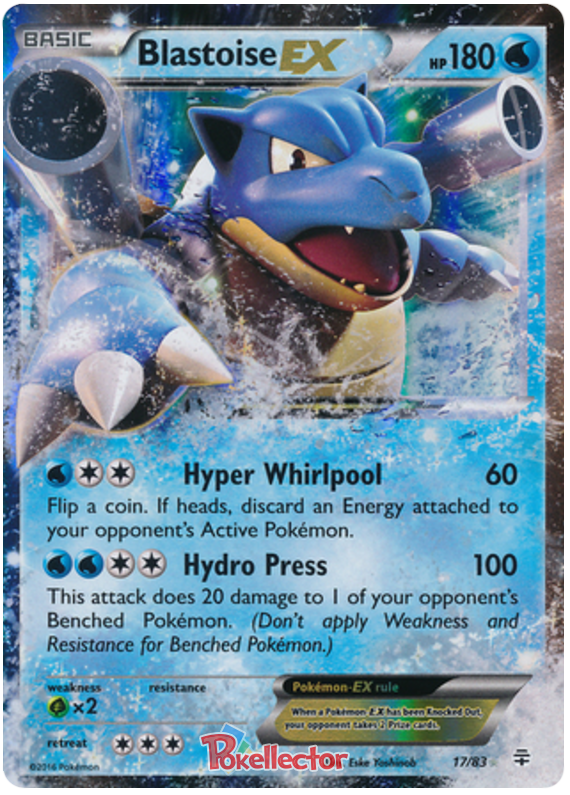 BASIC
Blastoise EX
HP 180
Hyper Whirlpool 60
Flip a coin. If heads, discard an Energy attached to
your opponent's Active Pokémon.
Hydro Press 100
This attack does 20 damage to 1 of your opponent's
Benched Pokémon. (Don't apply Weakness and
Resistance for Benched Pokémon.)
weakness resistance
×2
Pokémon-EX rule
When a Pokémon-EX has been Knocked Out,
your opponent takes 2 Prize cards.
retreat
Pokellector
©2016 Pokémon
Eske Yoshinob
17/83